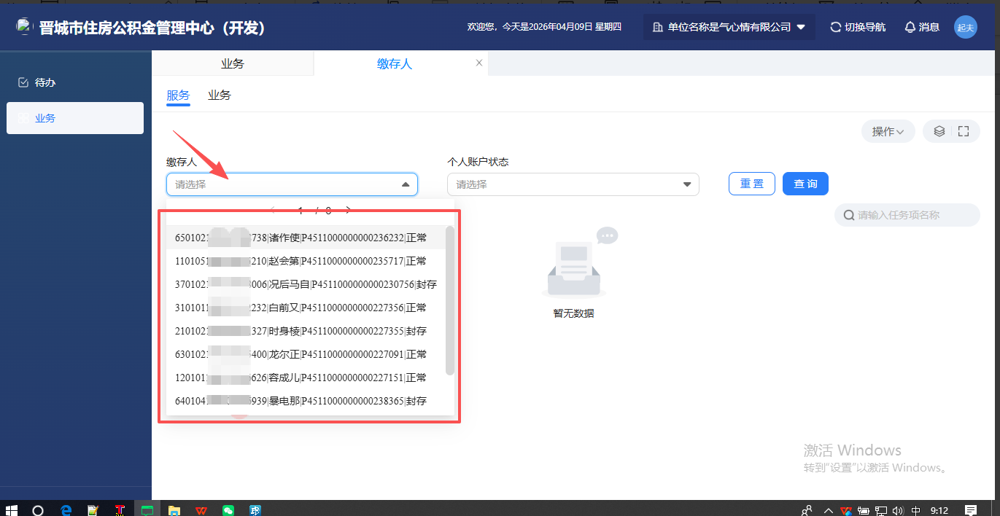 晋城市住房公积金管理中心（开发）
欢迎您，今天是2026年04月09日 星期四
单位名称是气心情有限公司
切换导航
消息
起夫
待办
业务
业务
缴存人
服务
业务
操作
缴存人
个人账户状态
请选择
请选择
重 置
查 询
请输入任务项名称
1 /
650102 738|诸作使|P4511000000000236232|正常
110105 210|赵会第|P4511000000000235717|正常
370102 006|况后马自|P4511000000000230756|封存
310101 232|白前又|P4511000000000227356|正常
210102 327|时身棱|P4511000000000227355|封存
630102 400|龙尔正|P4511000000000227091|正常
120101 626|容成儿|P4511000000000227151|正常
640104 939|暴电那|P4511000000000238365|封存
暂无数据
激活 Windows
转到“设置”以激活 Windows。
中
9:12